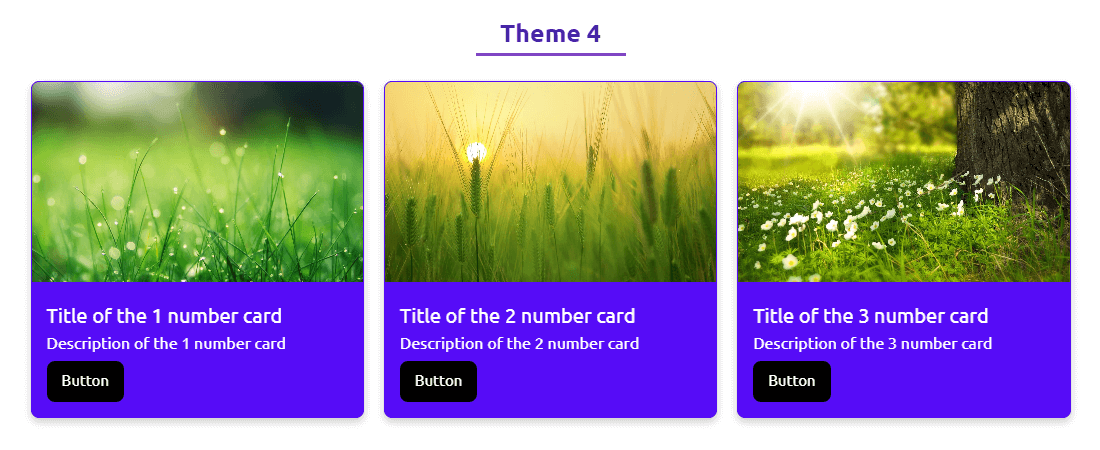 Theme 4
Title of the 1 number card
Description of the 1 number card
Button
Title of the 2 number card
Description of the 2 number card
Button
Title of the 3 number card
Description of the 3 number card
Button